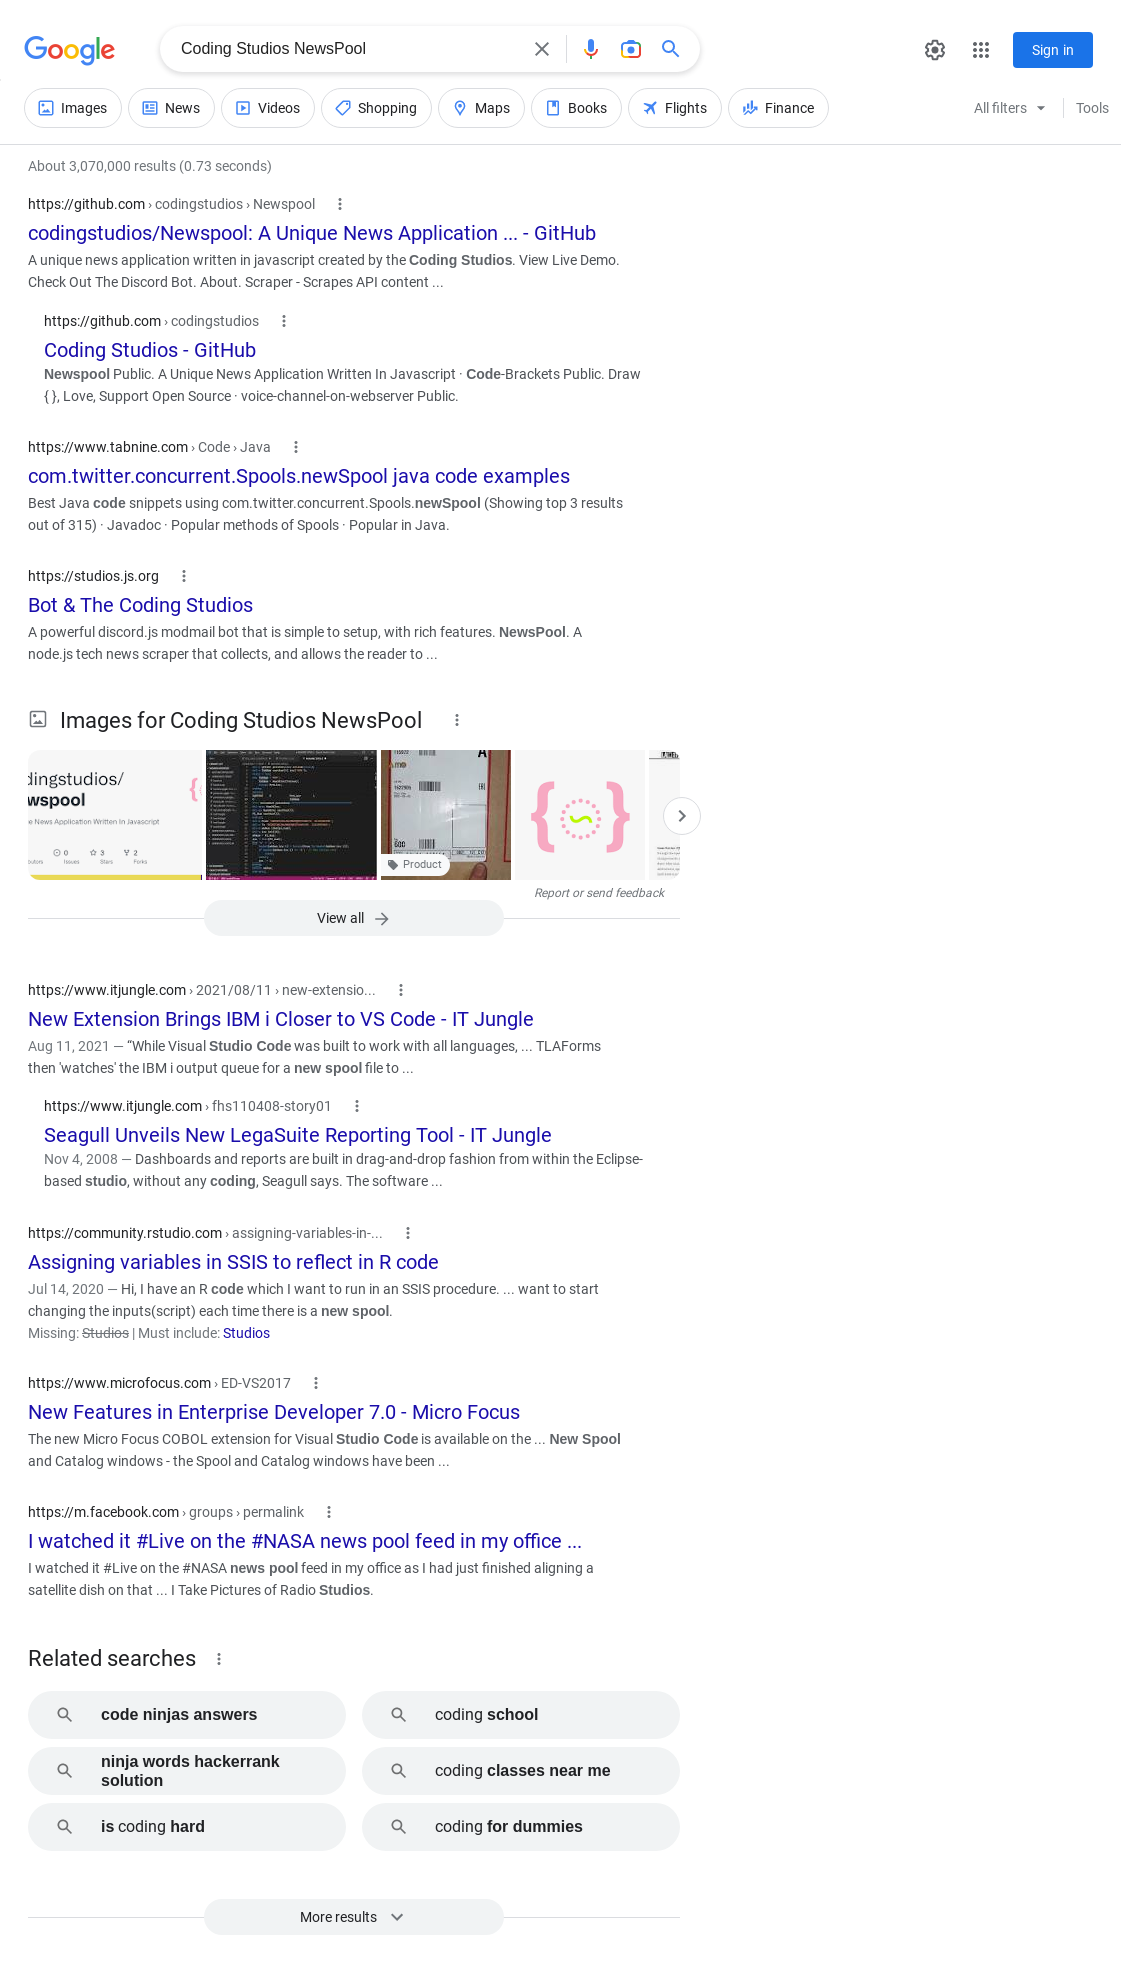 Google
Coding Studios NewsPool
Sign in
Images
News
Videos
Shopping
Maps
Books
Flights
Finance
All filters
Tools
About 3,070,000 results (0.73 seconds)
https://github.com › codingstudios › Newspool
codingstudios/Newspool: A Unique News Application ... - GitHub
A unique news application written in javascript created by the Coding Studios. View Live Demo.
Check Out The Discord Bot. About. Scraper - Scrapes API content ...
https://github.com › codingstudios
Coding Studios - GitHub
Newspool Public. A Unique News Application Written In Javascript · Code-Brackets Public. Draw
{ }, Love, Support Open Source · voice-channel-on-webserver Public.
https://www.tabnine.com › Code › Java
com.twitter.concurrent.Spools.newSpool java code examples
Best Java code snippets using com.twitter.concurrent.Spools.newSpool (Showing top 3 results
out of 315) · Javadoc · Popular methods of Spools · Popular in Java.
https://studios.js.org
Bot & The Coding Studios
A powerful discord.js modmail bot that is simple to setup, with rich features. NewsPool. A
node.js tech news scraper that collects, and allows the reader to ...
Images for Coding Studios NewsPool
dingstudios/
wspool
e News Application Written In Javascript
0
3
2
butors
Issues
Stars
Forks
Product
Report or send feedback
View all
https://www.itjungle.com › 2021/08/11 › new-extensio...
New Extension Brings IBM i Closer to VS Code - IT Jungle
Aug 11, 2021 — “While Visual Studio Code was built to work with all languages, ... TLAForms
then 'watches' the IBM i output queue for a new spool file to ...
https://www.itjungle.com › fhs110408-story01
Seagull Unveils New LegaSuite Reporting Tool - IT Jungle
Nov 4, 2008 — Dashboards and reports are built in drag-and-drop fashion from within the Eclipse-
based studio, without any coding, Seagull says. The software ...
https://community.rstudio.com › assigning-variables-in-...
Assigning variables in SSIS to reflect in R code
Jul 14, 2020 — Hi, I have an R code which I want to run in an SSIS procedure. ... want to start
changing the inputs(script) each time there is a new spool.
Missing: Studios | Must include: Studios
https://www.microfocus.com › ED-VS2017
New Features in Enterprise Developer 7.0 - Micro Focus
The new Micro Focus COBOL extension for Visual Studio Code is available on the ... New Spool
and Catalog windows - the Spool and Catalog windows have been ...
https://m.facebook.com › groups › permalink
I watched it #Live on the #NASA news pool feed in my office ...
I watched it #Live on the #NASA news pool feed in my office as I had just finished aligning a
satellite dish on that ... I Take Pictures of Radio Studios.
Related searches
code ninjas answers
coding school
ninja words hackerrank
solution
coding classes near me
is coding hard
coding for dummies
More results